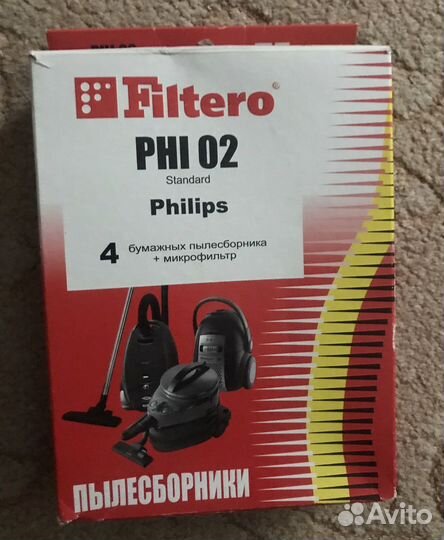 PHI 02
Filtero®
PHI 02
Standard
Philips
4 бумажных пылесборника
+ микрофильтр
ПЫЛЕСБОРНИКИ
Avito